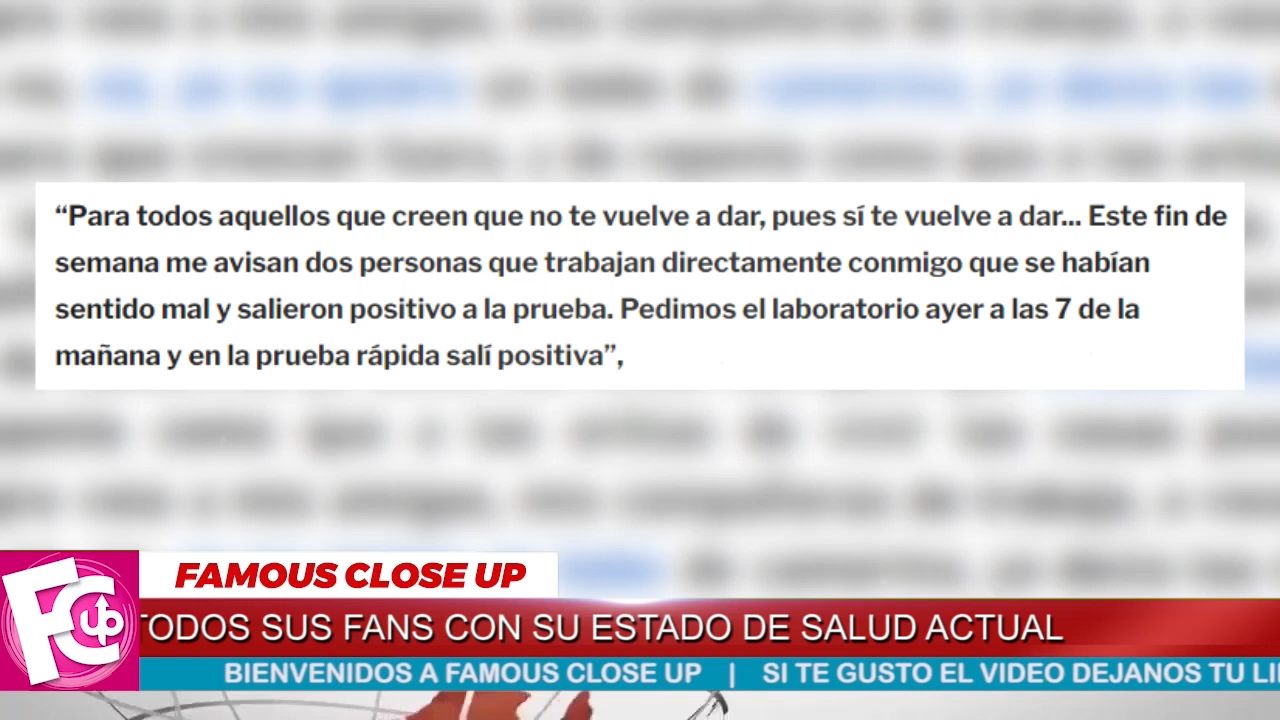 “Para todos aquellos que creen que no te vuelve a dar, pues sí te vuelve a dar... Este fin de
semana me avisan dos personas que trabajan directamente conmigo que se habían
sentido mal y salieron positivo a la prueba. Pedimos el laboratorio ayer a las 7 de la
mañana y en la prueba rápida salí positiva”,
FAMOUS CLOSE UP
FC UP
TODOS SUS FANS CON SU ESTADO DE SALUD ACTUAL
BIENVENIDOS A FAMOUS CLOSE UP | SI TE GUSTO EL VIDEO DEJANOS TU